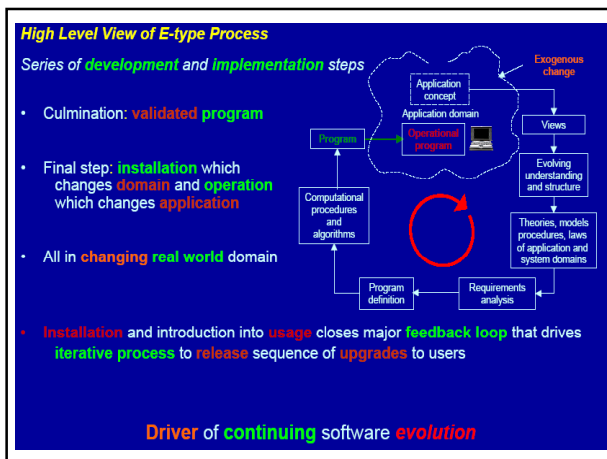 High Level View of E-type Process
Series of development and implementation steps
• Culmination: validated program
• Final step: installation which
changes domain and operation
which changes application
• All in changing real world domain
• Installation and introduction into usage closes major feedback loop that drives
iterative process to release sequence of upgrades to users
Driver of continuing software evolution
Exogenous
change
Application
concept
Application domain
Operational
program
Program
Views
Evolving
understanding
and structure
Theories, models
procedures, laws
of application and
system domains
Requirements
analysis
Program
definition
Computational
procedures
and
algorithms